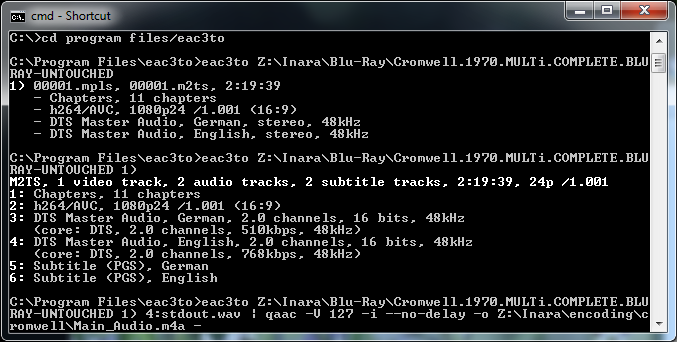 cmd - Shortcut
C:\>cd program files/eac3to
C:\Program Files\eac3to>eac3to Z:\Inara\Blu-Ray\Cromwell.1970.MULTi.COMPLETE.BLU
RAY-UNTOUCHED
1) 00001.mpls, 00001.m2ts, 2:19:39
- Chapters, 11 chapters
- h264/AVC, 1080p24 /1.001 (16:9)
- DTS Master Audio, German, stereo, 48kHz
- DTS Master Audio, English, stereo, 48kHz
C:\Program Files\eac3to>eac3to Z:\Inara\Blu-Ray\Cromwell.1970.MULTi.COMPLETE.BLU
RAY-UNTOUCHED 1)
M2TS, 1 video track, 2 audio tracks, 2 subtitle tracks, 2:19:39, 24p /1.001
1: Chapters, 11 chapters
2: h264/AVC, 1080p24 /1.001 (16:9)
3: DTS Master Audio, German, 2.0 channels, 16 bits, 48kHz
(core: DTS, 2.0 channels, 510kbps, 48kHz)
4: DTS Master Audio, English, 2.0 channels, 16 bits, 48kHz
(core: DTS, 2.0 channels, 768kbps, 48kHz)
5: Subtitle (PGS), German
6: Subtitle (PGS), English
C:\Program Files\eac3to>eac3to Z:\Inara\Blu-Ray\Cromwell.1970.MULTi.COMPLETE.BLU
RAY-UNTOUCHED 1) 4:stdout.wav | qaac -V 127 -i --no-delay -o Z:\Inara\encoding\c
romwell\Main_Audio.m4a -